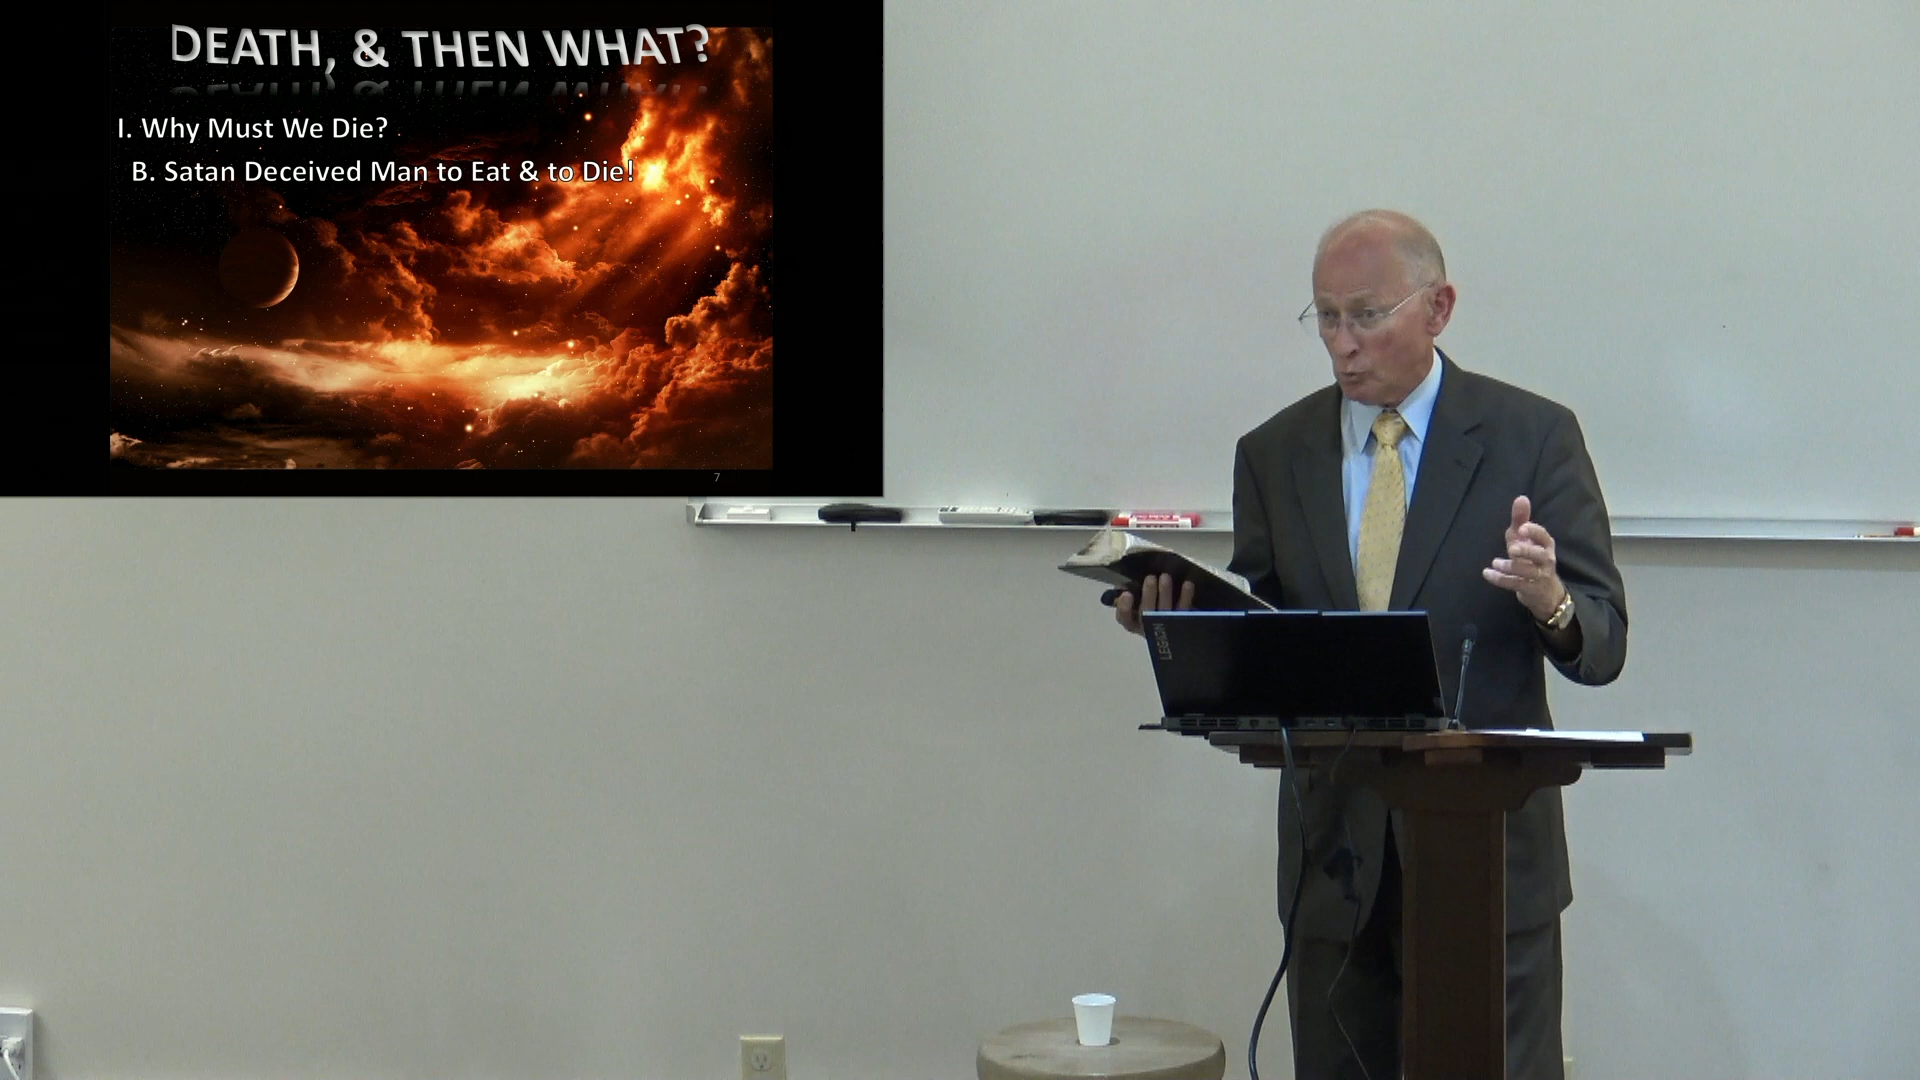 DEATH, & THEN WHAT?
I. Why Must We Die?
B. Satan Deceived Man to Eat & to Die!
7
LEGION